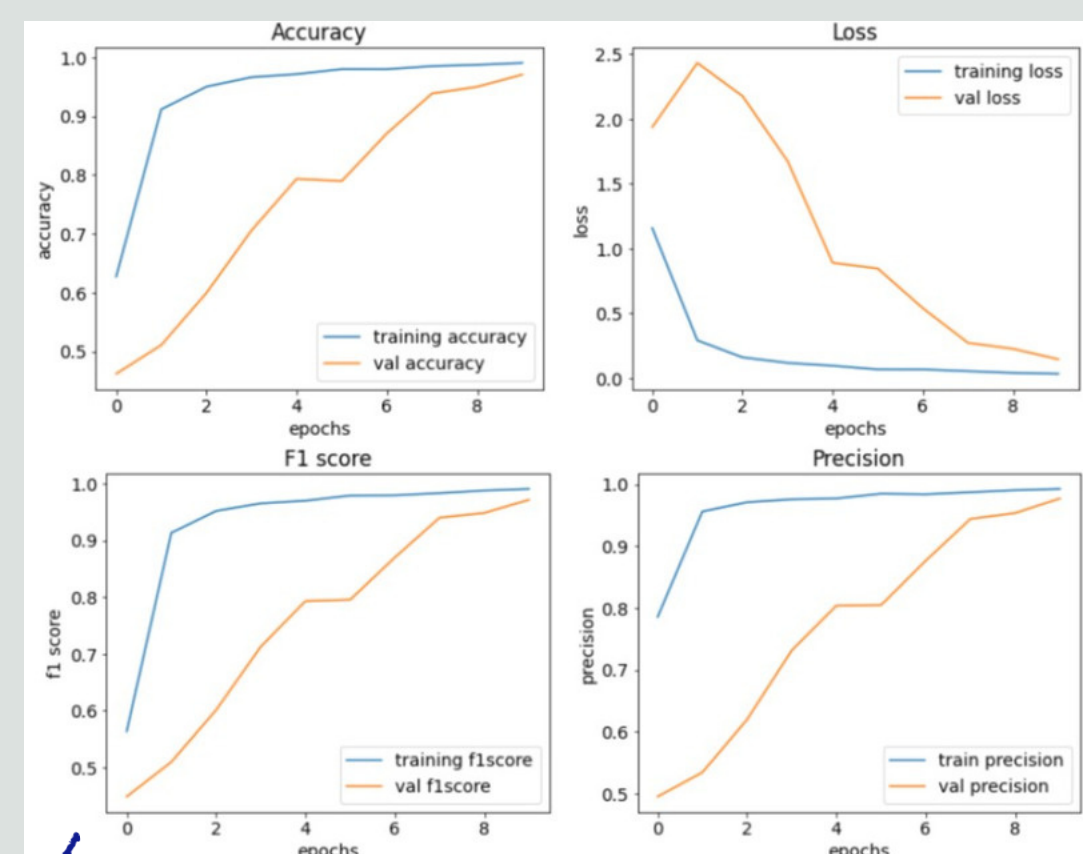 Accuracy
1.0
0.9
0.8
0.7
0.6
0.5
accuracy
training accuracy
val accuracy
0 2 4 6 8
epochs
Loss
2.5
2.0
1.5
1.0
0.5
0.0
loss
training loss
val loss
0 2 4 6 8
epochs
F1 score
1.0
0.9
0.8
0.7
0.6
0.5
f1 score
training f1score
val f1score
0 2 4 6 8
epochs
Precision
1.0
0.9
0.8
0.7
0.6
0.5
precision
train precision
val precision
0 2 4 6 8
epochs